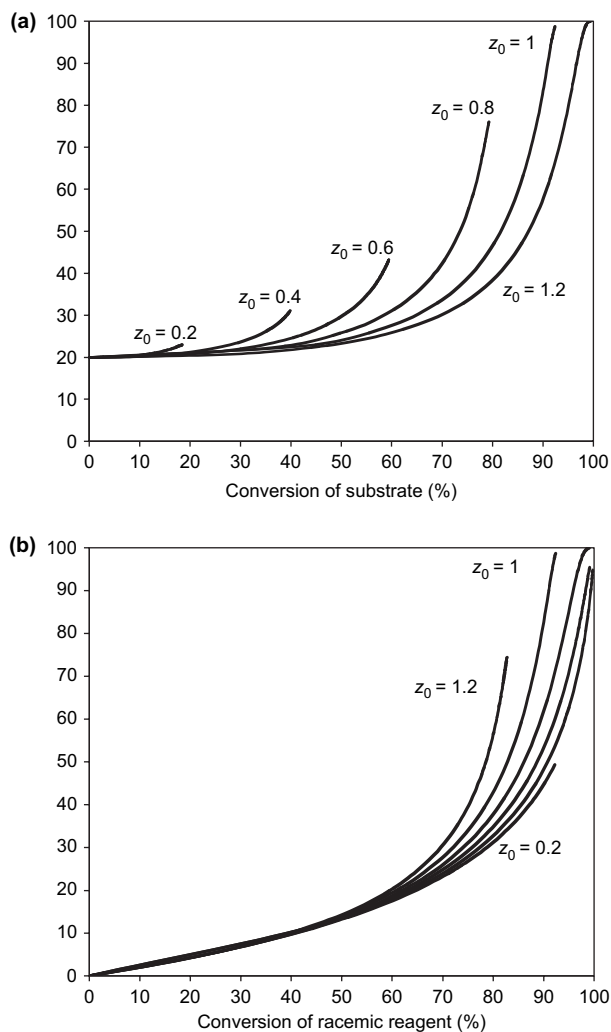 (a)
100
90
80
70
60
50
40
30
20
10
0
z0 = 1
z0 = 0.8
z0 = 0.6
z0 = 0.4
z0 = 0.2
z0 = 1.2
0 10 20 30 40 50 60 70 80 90 100
Conversion of substrate (%)
(b)
100
90
80
70
60
50
40
30
20
10
0
z0 = 1
z0 = 1.2
z0 = 0.2
0 10 20 30 40 50 60 70 80 90 100
Conversion of racemic reagent (%)